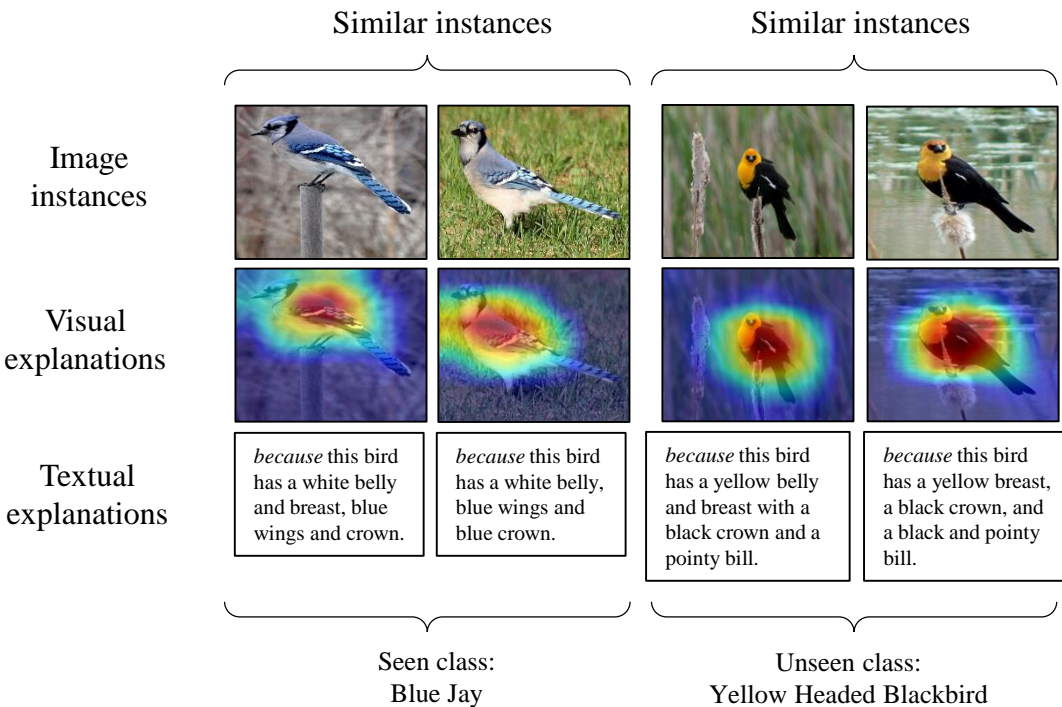 Similar instances
Similar instances
Image
instances
Visual
explanations
Textual
explanations
because this bird
has a white belly
and breast, blue
wings and crown.
because this bird
has a white belly,
blue wings and
blue crown.
because this bird
has a yellow belly
and breast with a
black crown and a
pointy bill.
because this bird
has a yellow breast,
a black crown, and
a black and pointy
bill.
Seen class:
Blue Jay
Unseen class:
Yellow Headed Blackbird